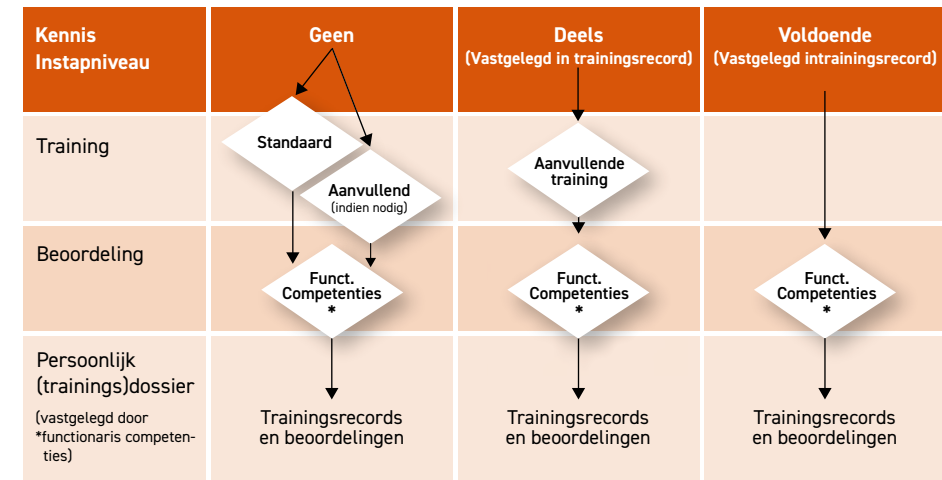 Kennis
Instapniveau
Geen
Deels
(Vastgelegd in trainingsrecord)
Voldoende
(Vastgelegd intrainingsrecord)
Training
Standaard
Aanvullend
(indien nodig)
Aanvullende
training
Beoordeling
Funct.
Competenties
*
Funct.
Competenties
*
Funct.
Competenties
*
Persoonlijk
(trainings)dossier
(vastgelegd door
*functionaris competen-
ties)
Trainingsrecords
en beoordelingen
Trainingsrecords
en beoordelingen
Trainingsrecords
en beoordelingen